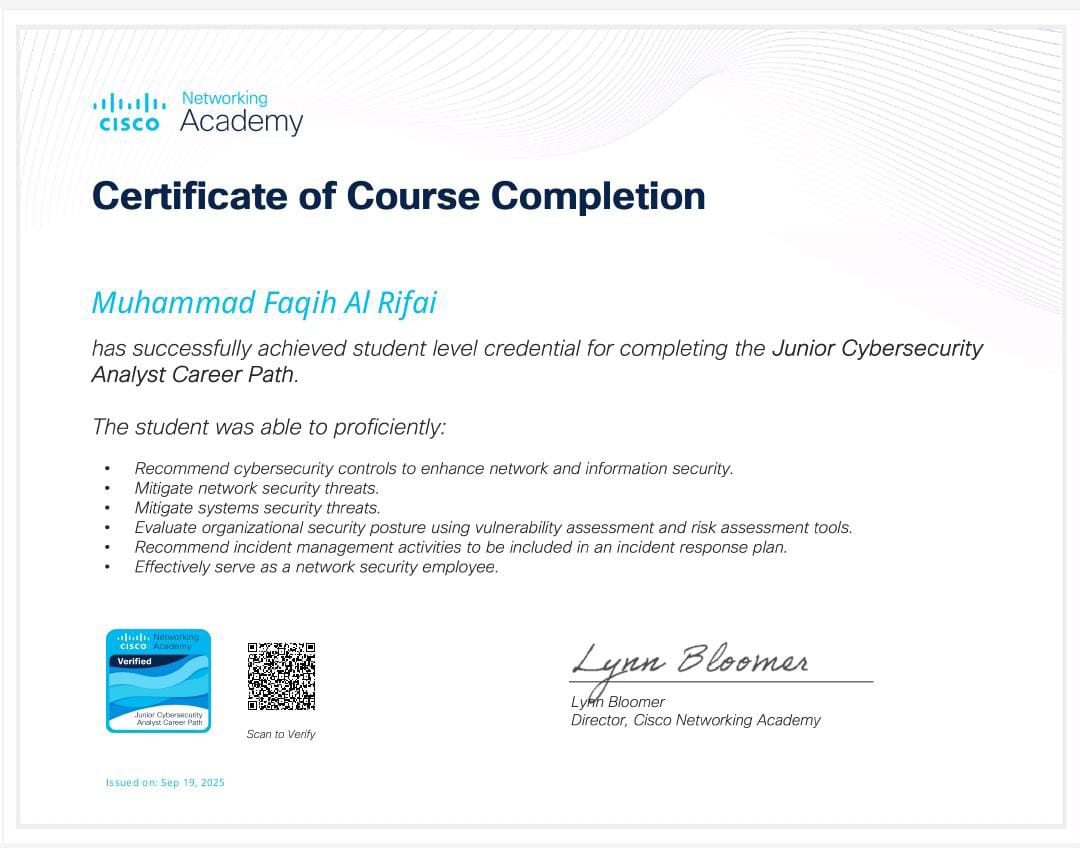 Networking
CISCO Academy
Certificate of Course Completion
Muhammad Faqih Al Rifai
has successfully achieved student level credential for completing the Junior Cybersecurity
Analyst Career Path.
The student was able to proficiently:
• Recommend cybersecurity controls to enhance network and information security.
• Mitigate network security threats.
• Mitigate systems security threats.
• Evaluate organizational security posture using vulnerability assessment and risk assessment tools.
• Recommend incident management activities to be included in an incident response plan.
• Effectively serve as a network security employee.
Networking
CISCO Academy
Verified
Junior Cybersecurity
Analyst Career Path
Scan to Verify
Lynn Bloomer
Lynn Bloomer
Director, Cisco Networking Academy
Issued on: Sep 19, 2025